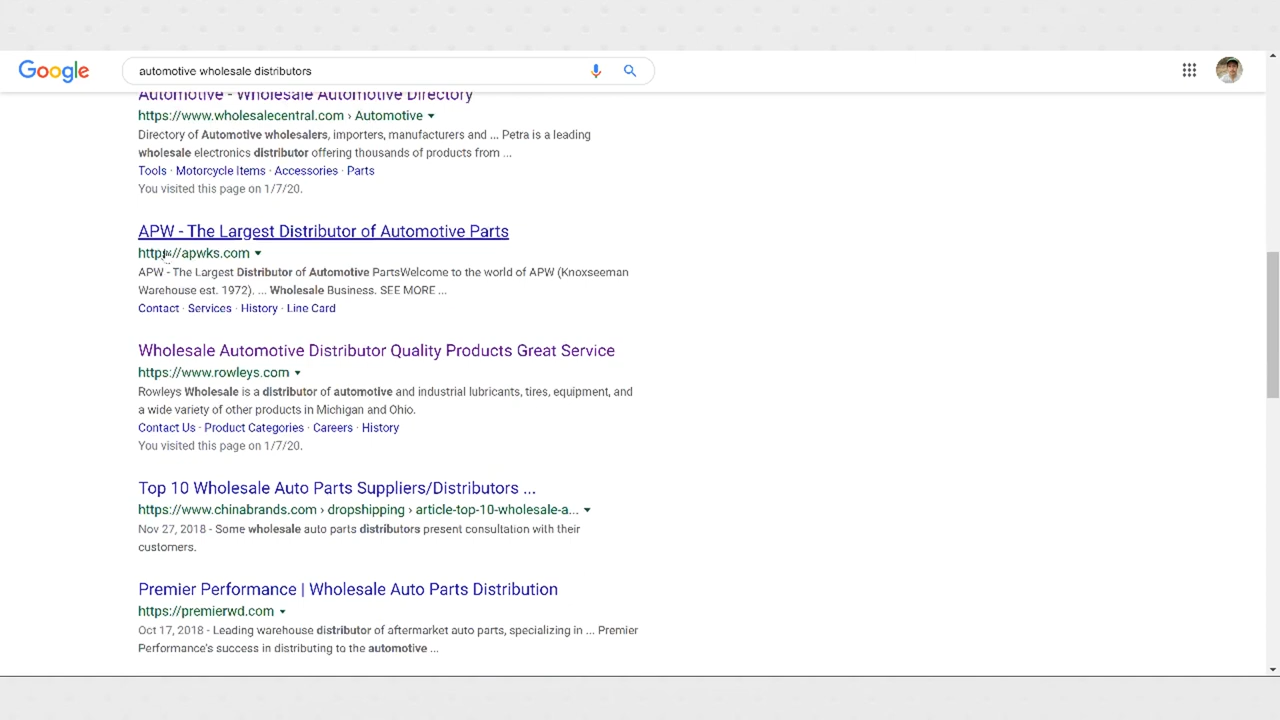 Google
automotive wholesale distributors
Automotive - Wholesale Automotive Directory
https://www.wholesalecentral.com › Automotive
Directory of Automotive wholesalers, importers, manufacturers and ... Petra is a leading
wholesale electronics distributor offering thousands of products from ...
Tools · Motorcycle Items · Accessories · Parts
You visited this page on 1/7/20.
APW - The Largest Distributor of Automotive Parts
https://apwks.com
APW - The Largest Distributor of Automotive PartsWelcome to the world of APW (Knoxseeman
Warehouse est. 1972). ... Wholesale Business. SEE MORE ...
Contact · Services · History · Line Card
Wholesale Automotive Distributor Quality Products Great Service
https://www.rowleys.com
Rowleys Wholesale is a distributor of automotive and industrial lubricants, tires, equipment, and
a wide variety of other products in Michigan and Ohio.
Contact Us · Product Categories · Careers · History
You visited this page on 1/7/20.
Top 10 Wholesale Auto Parts Suppliers/Distributors ...
https://www.chinabrands.com › dropshipping › article-top-10-wholesale-a...
Nov 27, 2018 - Some wholesale auto parts distributors present consultation with their
customers.
Premier Performance | Wholesale Auto Parts Distribution
https://premierwd.com
Oct 17, 2018 - Leading warehouse distributor of aftermarket auto parts, specializing in ... Premier
Performance's success in distributing to the automotive ...